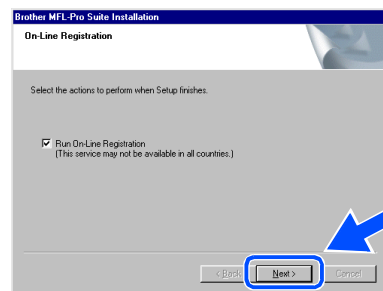 Brother MFL-Pro Suite Installation
On-Line Registration
Select the actions to perform when Setup finishes.
Run On-Line Registration
(This service may not be available in all countries.)
< Back
Next >
Cancel